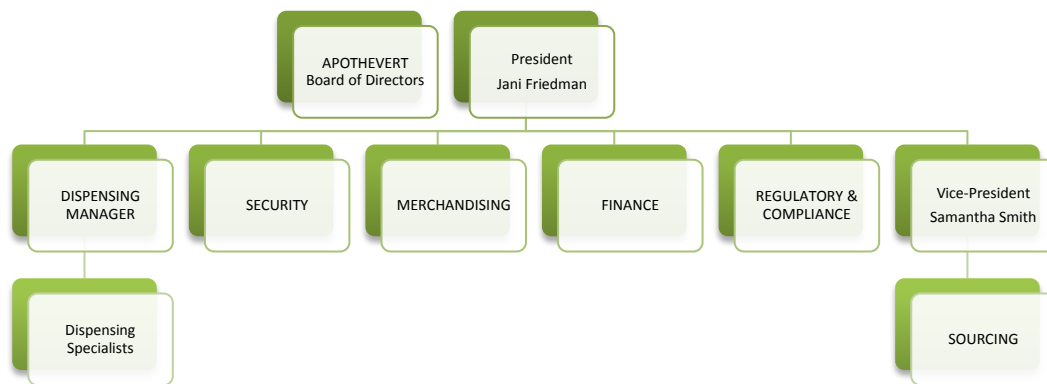 APOTHEVERT
Board of Directors
President
Jani Friedman
DISPENSING
MANAGER
SECURITY
MERCHANDISING
FINANCE
REGULATORY &
COMPLIANCE
Vice-President
Samantha Smith
Dispensing
Specialists
SOURCING